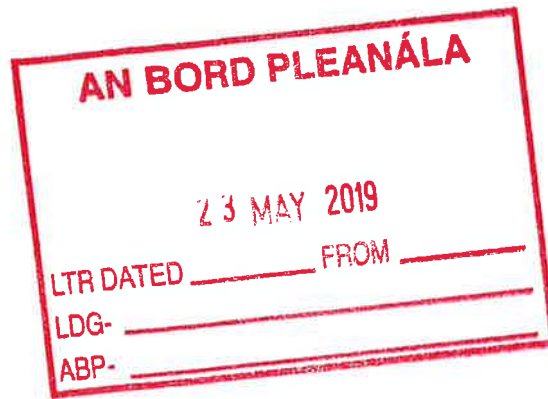 AN BORD PLEANÁLA
23 MAY 2019
LTR DATED FROM
LDG-
ABP-